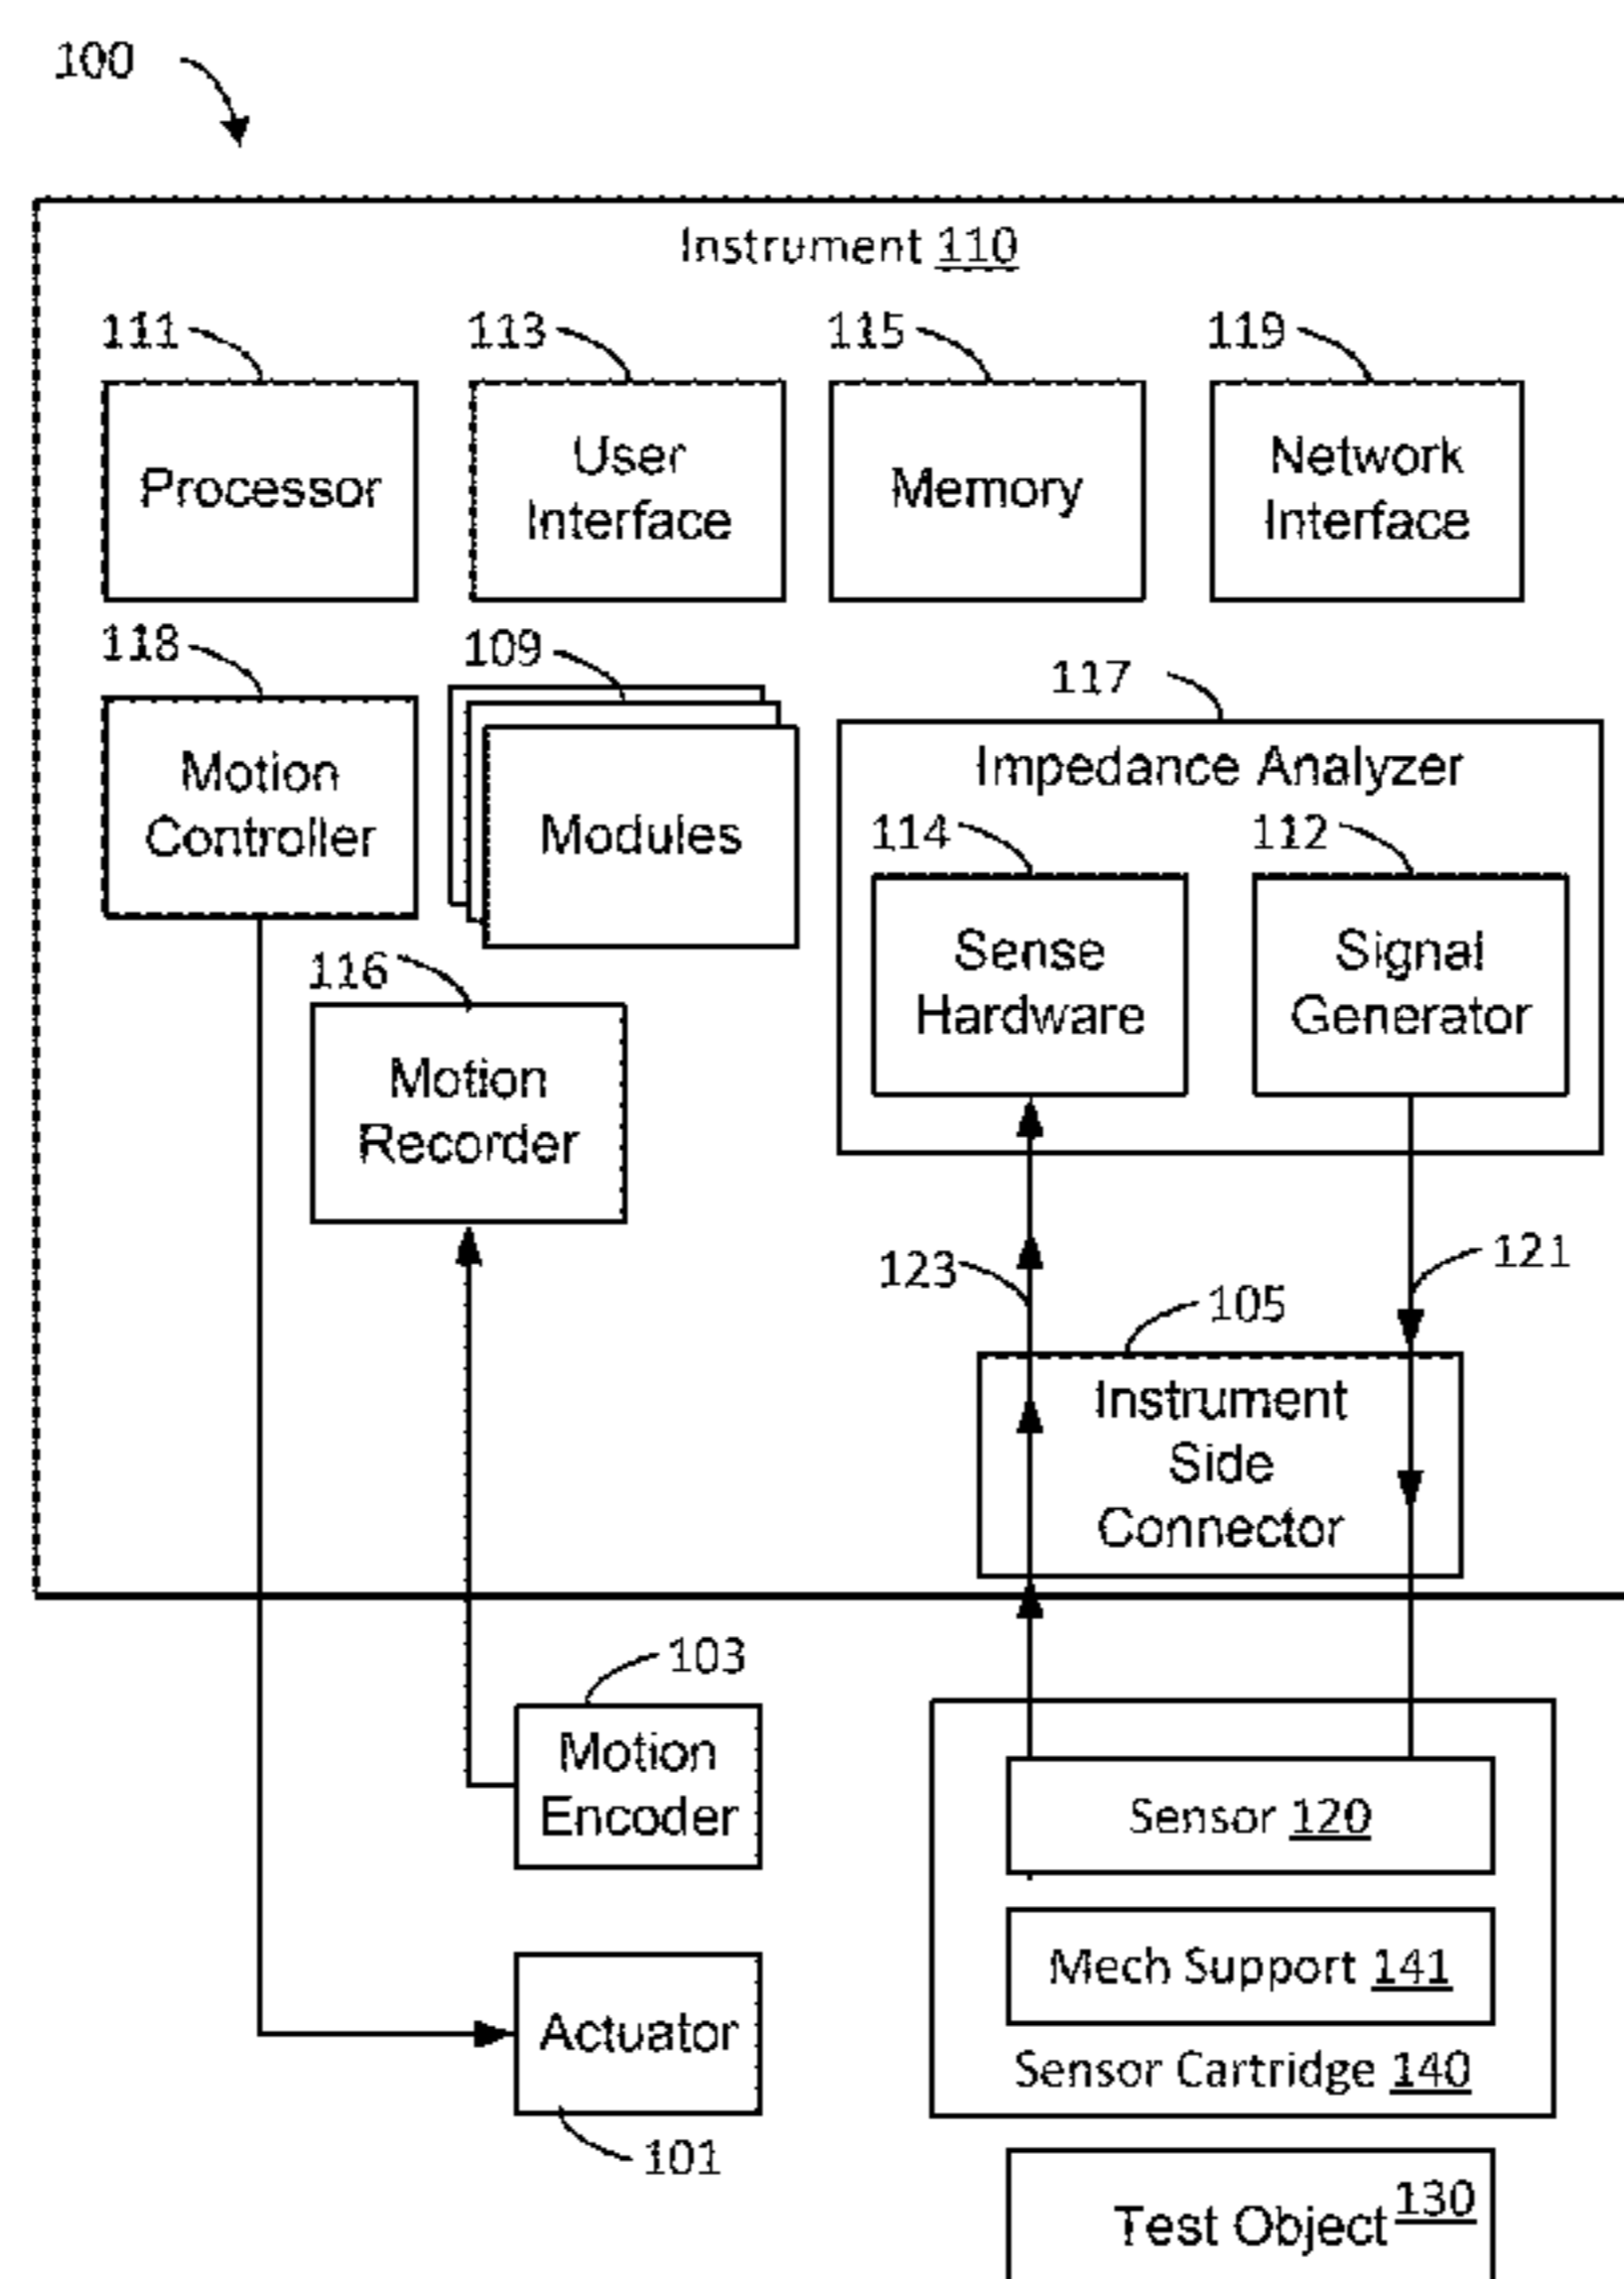 100
Instrument 110
111
113
115
119
Processor
User
Interface
Memory
Network
Interface
118
109
117
Motion
Controller
Modules
Impedance Analyzer
114
112
Sense
Hardware
Signal
Generator
116
Motion
Recorder
123
121
105
Instrument
Side
Connector
103
Motion
Encoder
Sensor 120
Mech Support 141
Sensor Cartridge 140
Actuator
101
Test Object 130